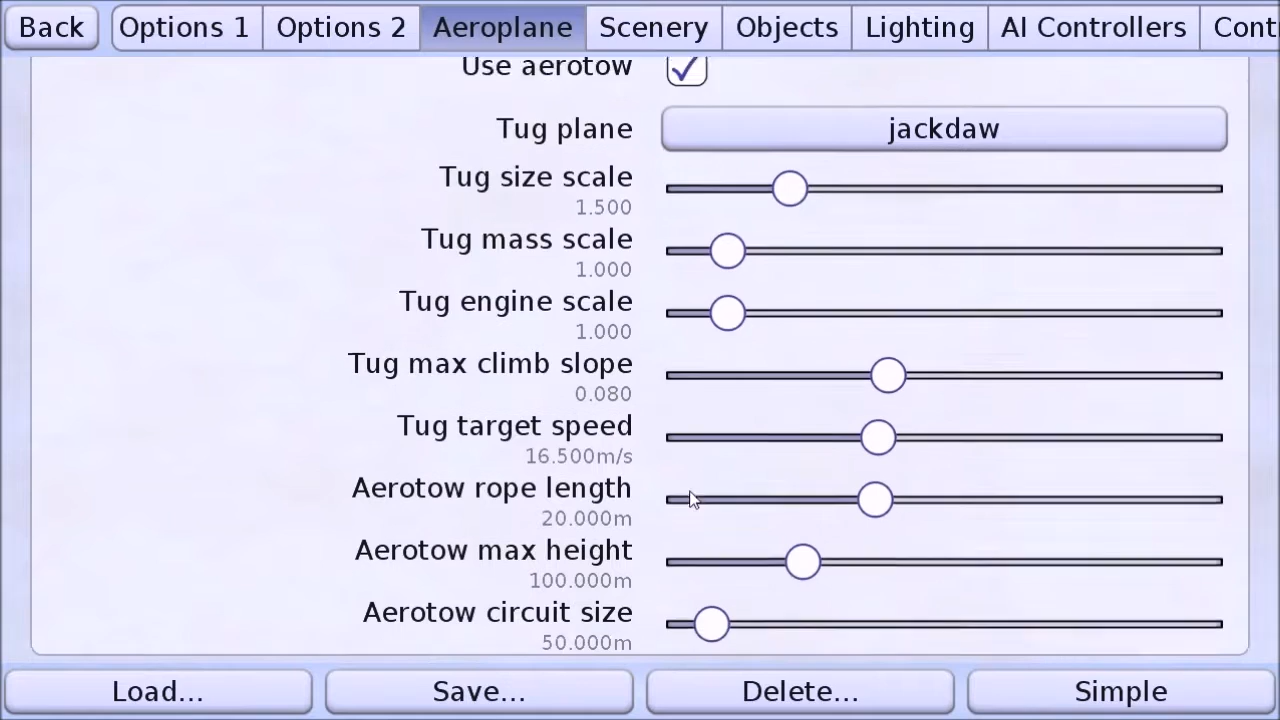 Back Options 1 Options 2 Aeroplane Scenery Objects Lighting AI Controllers Cont
Use aerotow
Tug plane jackdaw
Tug size scale
1.500
Tug mass scale
1.000
Tug engine scale
1.000
Tug max climb slope
0.080
Tug target speed
16.500m/s
Aerotow rope length
20.000m
Aerotow max height
100.000m
Aerotow circuit size
50.000m
Load... Save... Delete... Simple